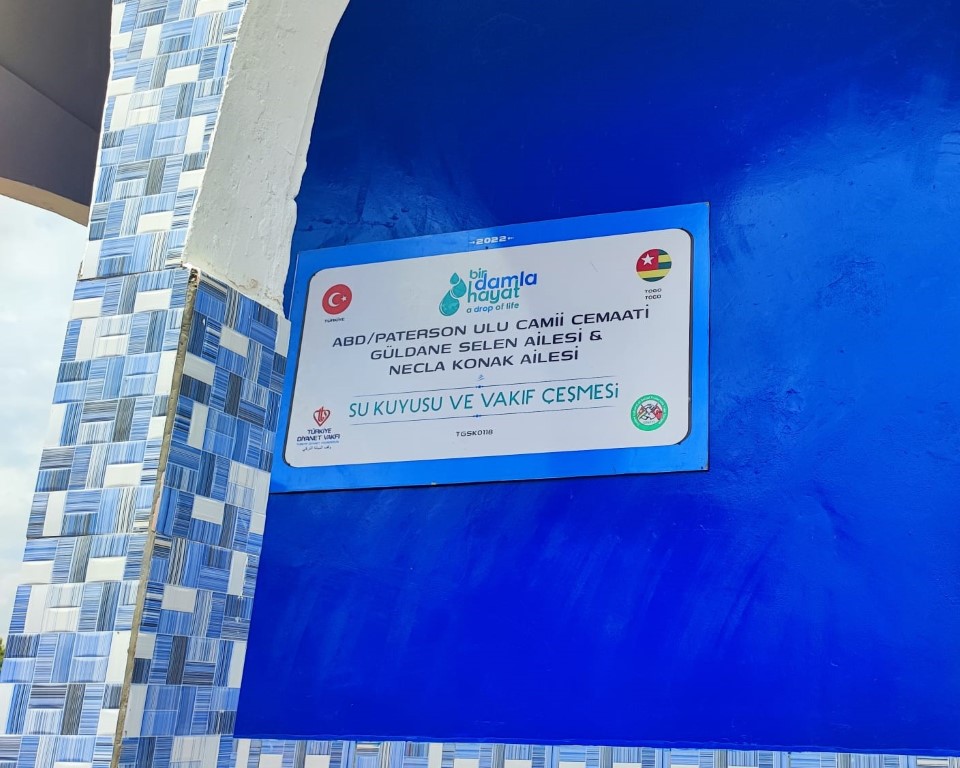 →2022←
bir
damla
hayat
a drop of life
TÜRKİYE
TOGO
TOGO
ABD/PATERSON ULU CAMİİ CEMAATİ
GÜLDANE SELEN AİLESİ &
NECLA KONAK AİLESİ
SU KUYUSU VE VAKIF ÇEŞMESİ
TÜRKİYE
DİYANET VAKFI
TGSK0118